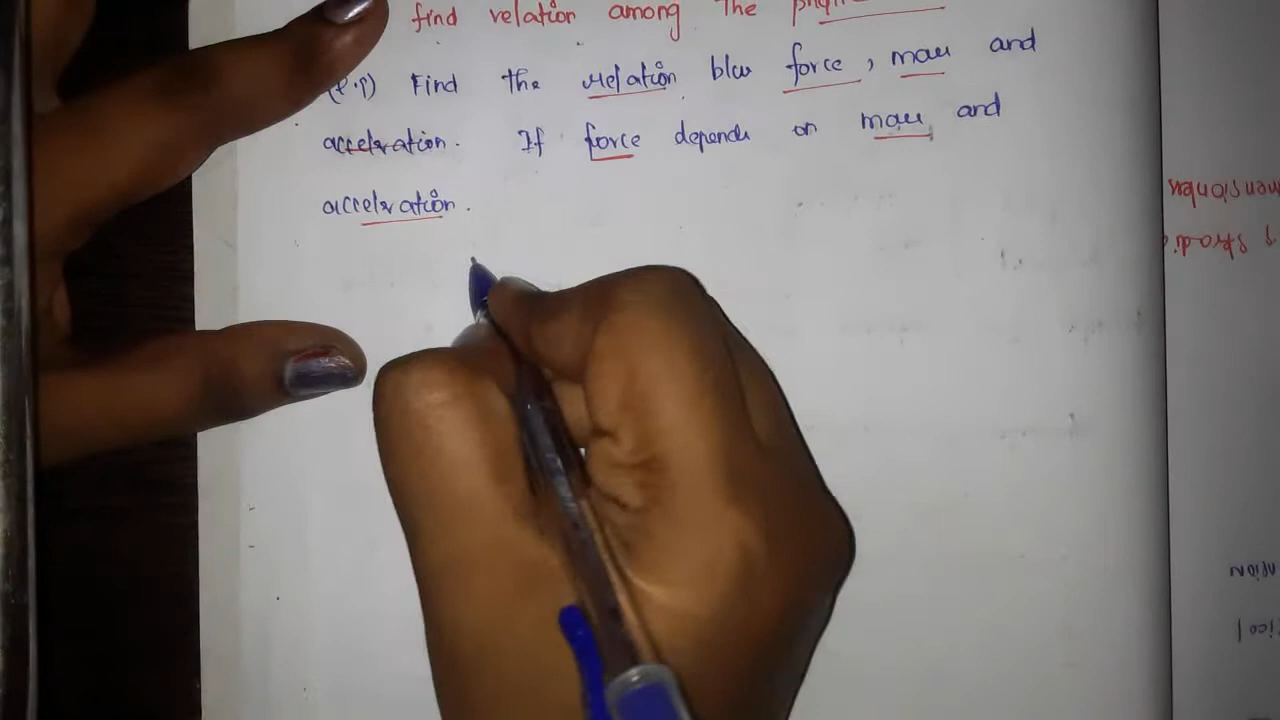 find relation among the
Find the relation b/w force, mass and
acceleration. If force depends on mass and
acceleration.